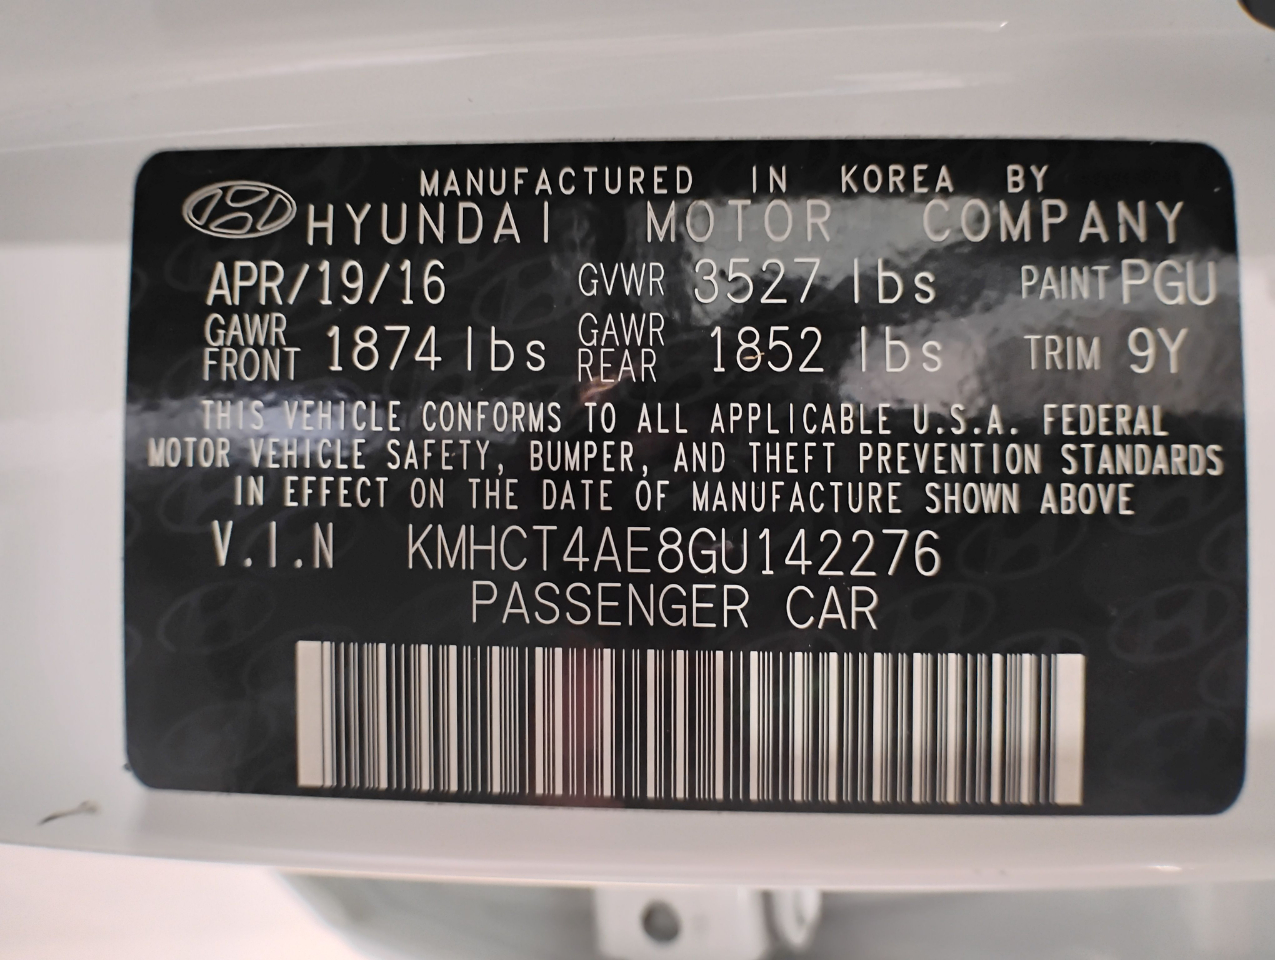 MANUFACTURED IN KOREA BY
HYUNDAI MOTOR COMPANY
APR/19/16 GVWR 3527 lbs PAINT PGU
GAWR FRONT 1874 lbs GAWR REAR 1852 lbs TRIM 9Y
THIS VEHICLE CONFORMS TO ALL APPLICABLE U.S.A. FEDERAL
MOTOR VEHICLE SAFETY, BUMPER, AND THEFT PREVENTION STANDARDS
IN EFFECT ON THE DATE OF MANUFACTURE SHOWN ABOVE
V.I.N KMHCT4AE8GU142276
PASSENGER CAR